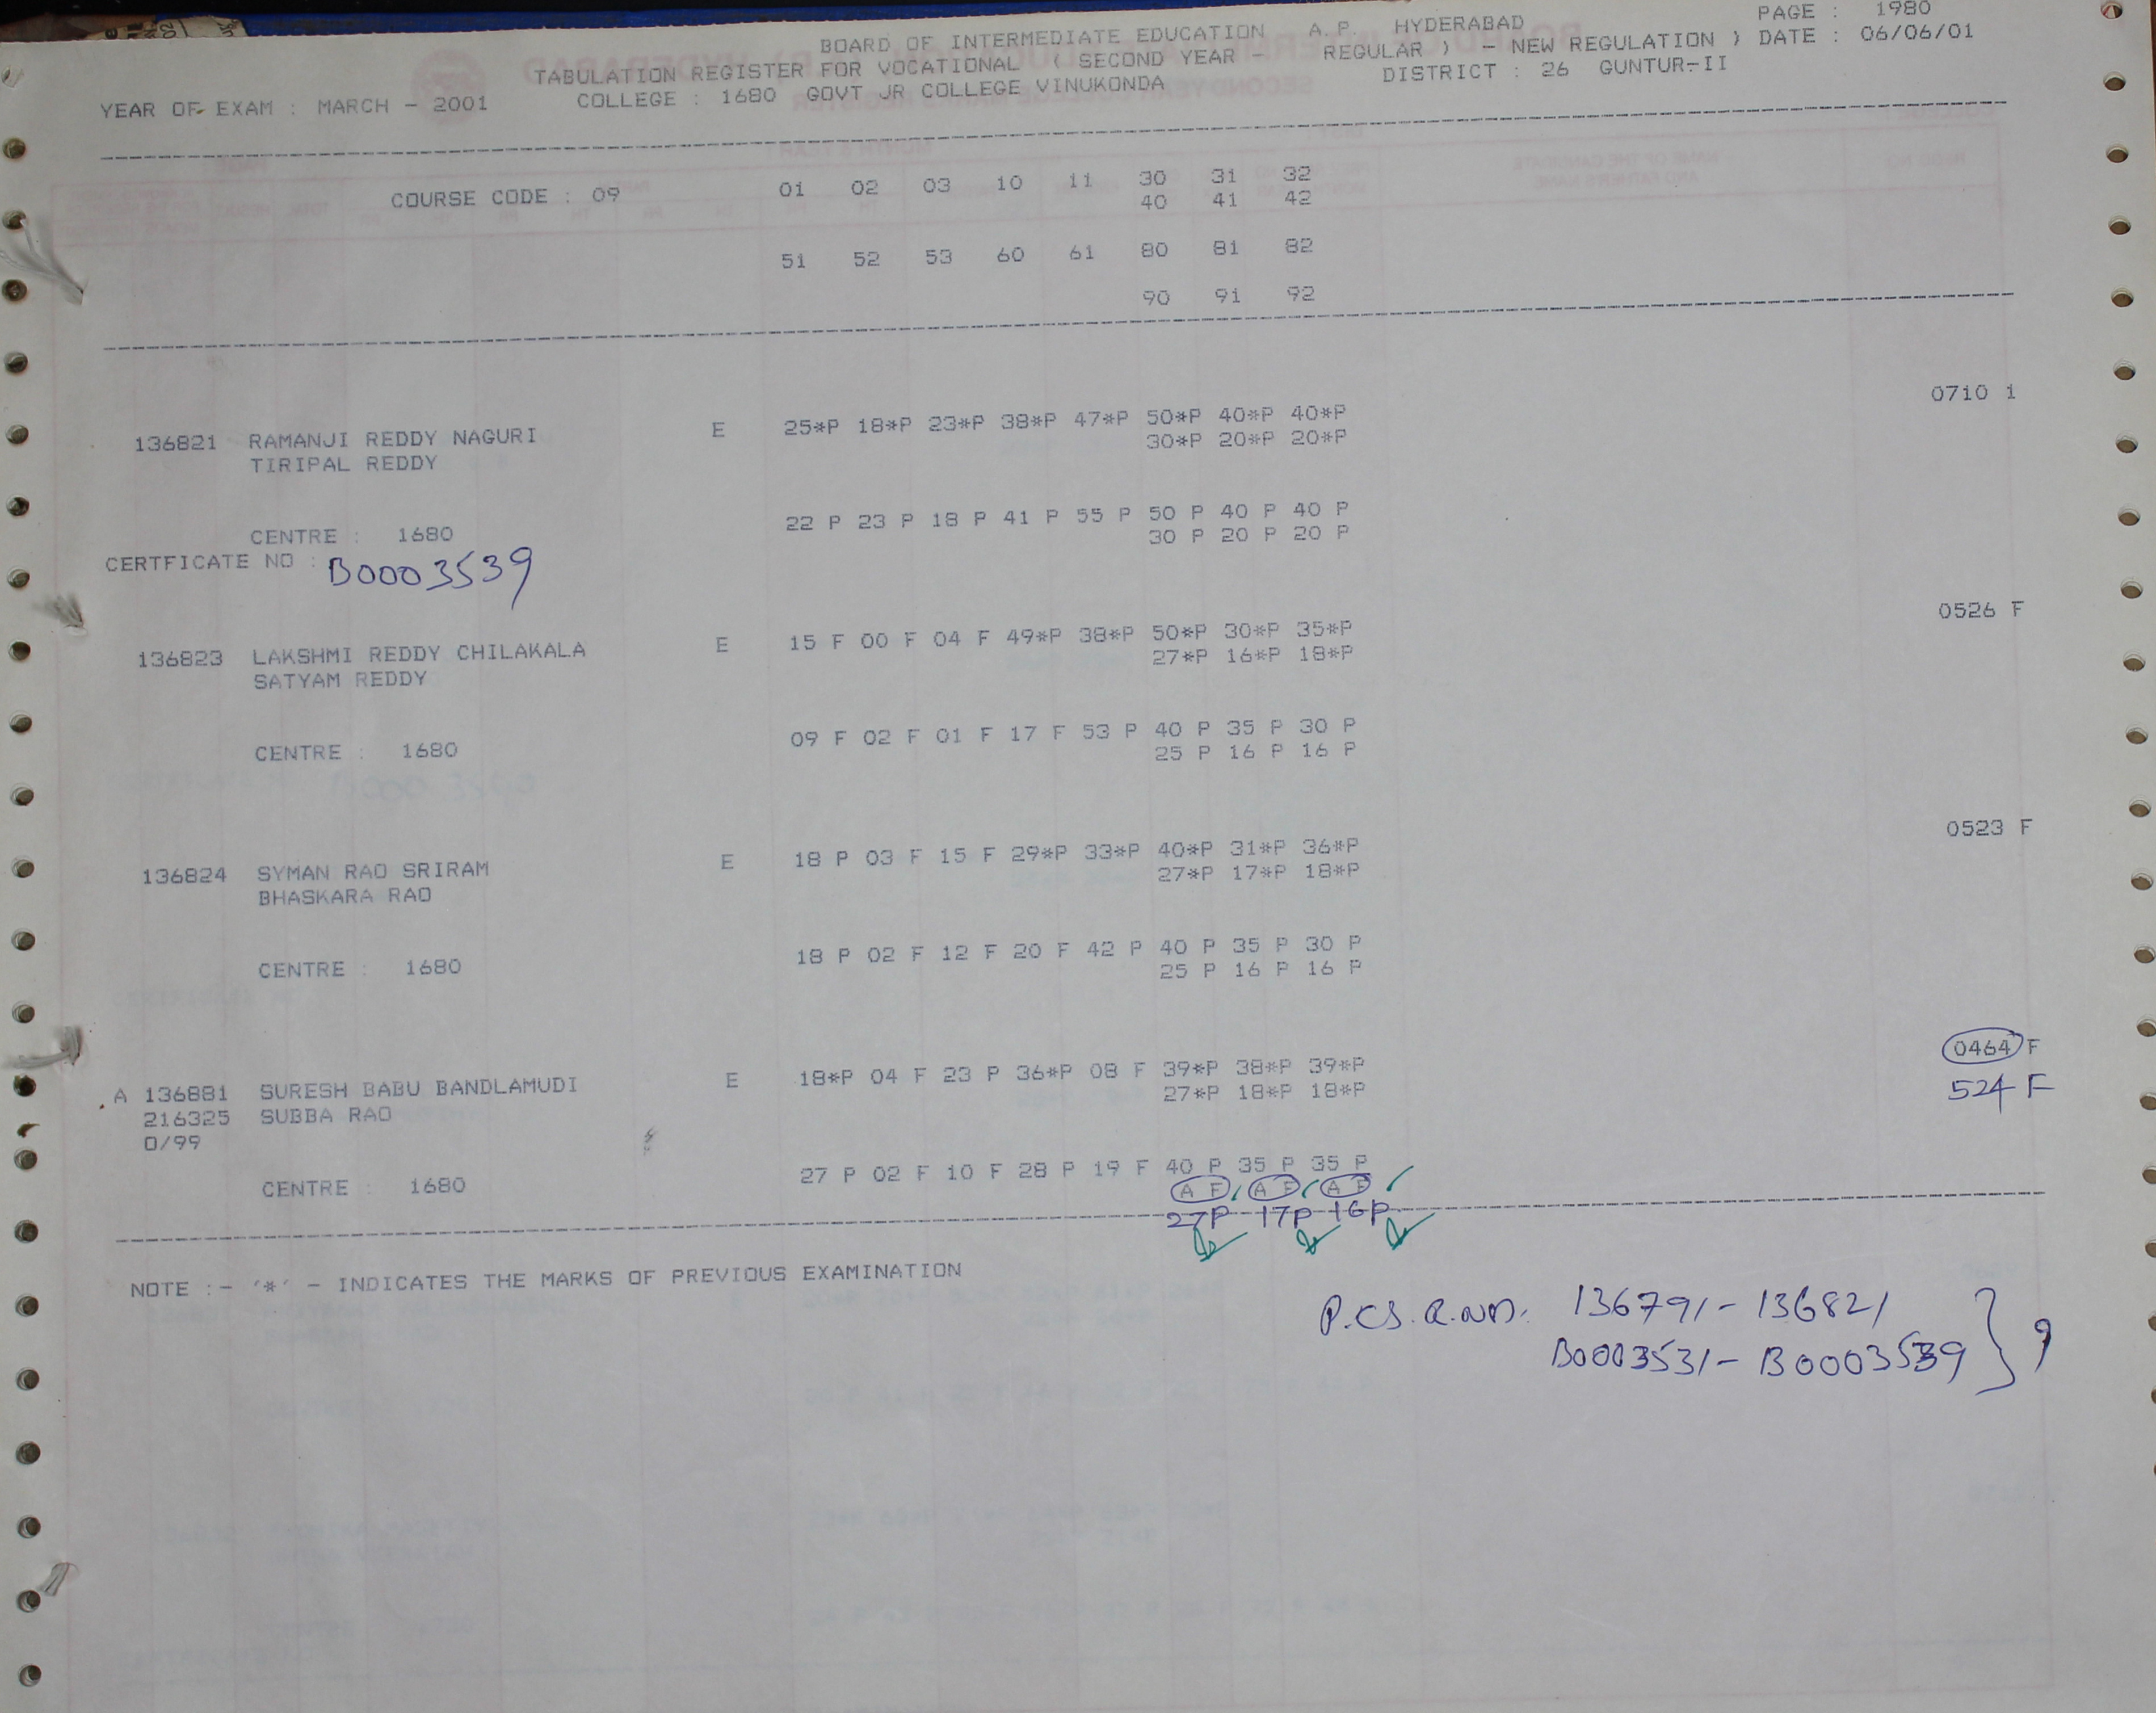 BOARD OF INTERMEDIATE EDUCATION A.P. HYDERABAD PAGE : 1980
TABULATION REGISTER FOR VOCATIONAL ( SECOND YEAR - REGULAR ) - NEW REGULATION ) DATE : 06/06/01
YEAR OF EXAM : MARCH - 2001 COLLEGE : 1680 GOVT JR COLLEGE VINUKONDA DISTRICT : 26 GUNTUR-II
COURSE CODE : 09 01 02 03 10 11 30 31 32
40 41 42
51 52 53 60 61 80 81 82
90 91 92
0710 1
136821 RAMANJI REDDY NAGURI E 25*P 18*P 23*P 38*P 47*P 50*P 40*P 40*P
TIRIPAL REDDY 30*P 20*P 20*P
CENTRE : 1680 22 P 23 P 18 P 41 P 55 P 50 P 40 P 40 P
30 P 20 P 20 P
CERTFICATE NO : B0003539
0526 F
136823 LAKSHMI REDDY CHILAKALA E 15 F 00 F 04 F 49*P 38*P 50*P 30*P 35*P
SATYAM REDDY 27*P 16*P 18*P
CENTRE : 1680 09 F 02 F 01 F 17 F 53 P 40 P 35 P 30 P
25 P 16 P 16 P
0523 F
136824 SYMAN RAO SRIRAM E 18 P 03 F 15 F 29*P 33*P 40*P 31*P 36*P
BHASKARA RAO 27*P 17*P 18*P
CENTRE : 1680 18 P 02 F 12 F 20 F 42 P 40 P 35 P 30 P
25 P 16 P 16 P
0464 F
A 136881 SURESH BABU BANDLAMUDI E 18*P 04 F 23 P 36*P 08 F 39*P 38*P 39*P
216325 SUBBA RAO 27*P 18*P 18*P 524 F
0/99
CENTRE : 1680 27 P 02 F 10 F 28 P 19 F 40 P 35 P 35 P
A F A F A F
27P 17P 16P
NOTE :- '*' - INDICATES THE MARKS OF PREVIOUS EXAMINATION
136791 - 136821
B0003531 - B0003539 } 9